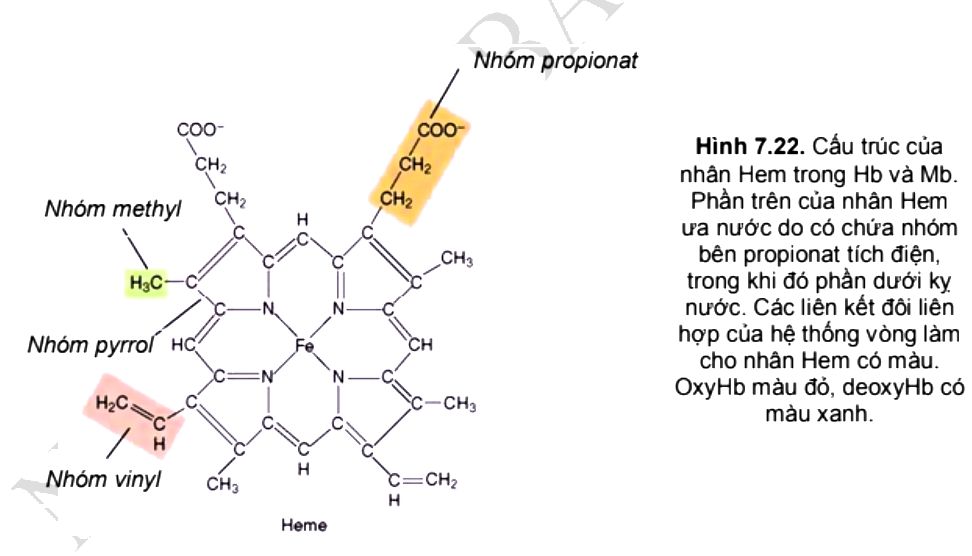 Nhóm propionat
COO⁻
COO⁻
CH₂
CH₂
CH₂
CH₂
Nhóm methyl
H
C
C
C
C
C
C
CH₃
H₃C
C
C
C
N
N
C
Nhóm pyrrol
HC
Fe
CH
C
N
N
C
H₂C
C
C
C
CH₃
C
H
C
C
C
C
C
Nhóm vinyl
CH₃
H
C
CH₂
H
Heme
Hình 7.22. Cấu trúc của
nhân Hem trong Hb và Mb.
Phần trên của nhân Hem
ưa nước do có chứa nhóm
bên propionat tích điện,
trong khi đó phần dưới kỵ
nước. Các liên kết đôi liên
hợp của hệ thống vòng làm
cho nhân Hem có màu.
OxyHb màu đỏ, deoxyHb có
màu xanh.